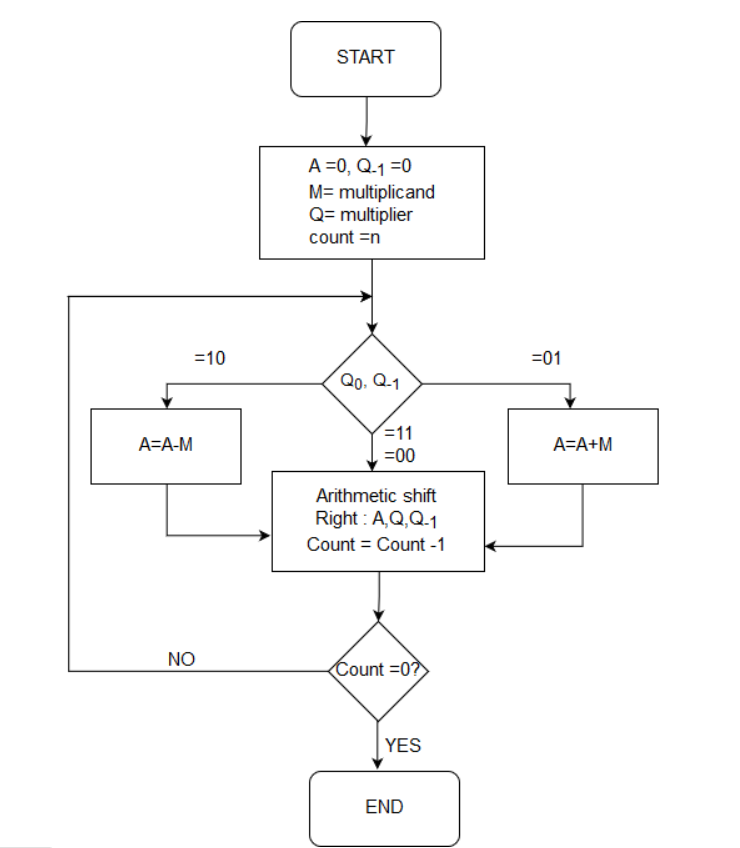 START
A =0, Q-1 =0
M= multiplicand
Q= multiplier
count =n
=10
=01
Q0, Q-1
A=A-M
=11
=00
A=A+M
Arithmetic shift
Right : A,Q,Q-1
Count = Count -1
NO
Count =0?
YES
END